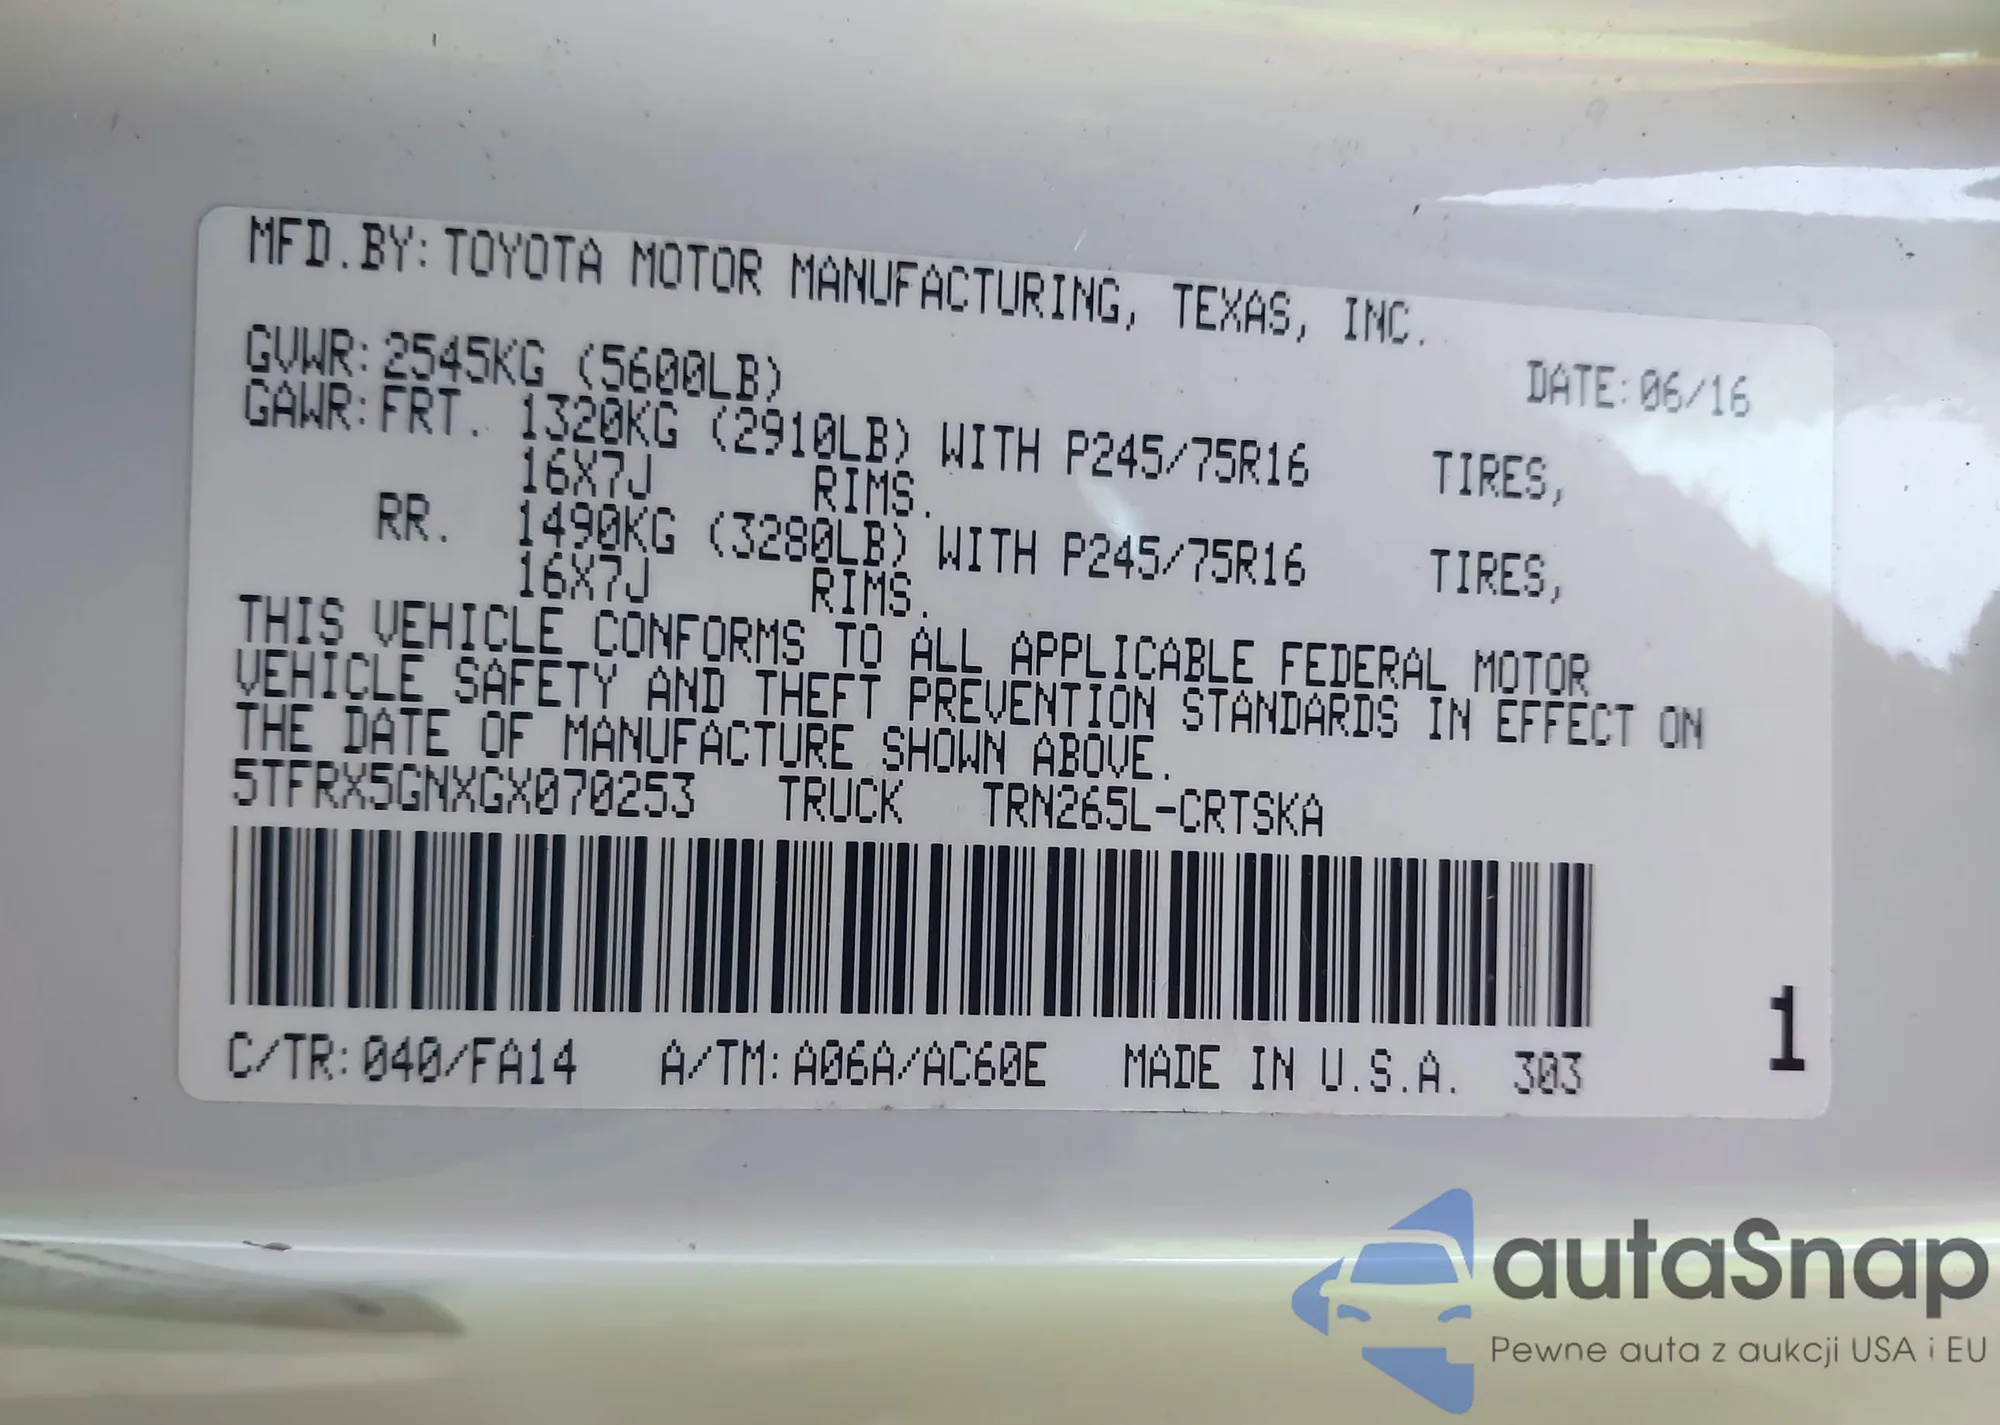 MFD.BY:TOYOTA MOTOR MANUFACTURING, TEXAS, INC.
GVWR:2545KG (5600LB) DATE:06/16
GAWR:FRT. 1320KG (2910LB) WITH P245/75R16 TIRES,
16X7J RIMS.
RR. 1490KG (3280LB) WITH P245/75R16 TIRES,
16X7J RIMS.
THIS VEHICLE CONFORMS TO ALL APPLICABLE FEDERAL MOTOR
VEHICLE SAFETY AND THEFT PREVENTION STANDARDS IN EFFECT ON
THE DATE OF MANUFACTURE SHOWN ABOVE.
5TFRX5GNXGX070253 TRUCK TRN265L-CRTSKA
C/TR:040/FA14 A/TM:A06A/AC60E MADE IN U.S.A. 303
1
autaSnap
Pewne auta z aukcji USA i EU